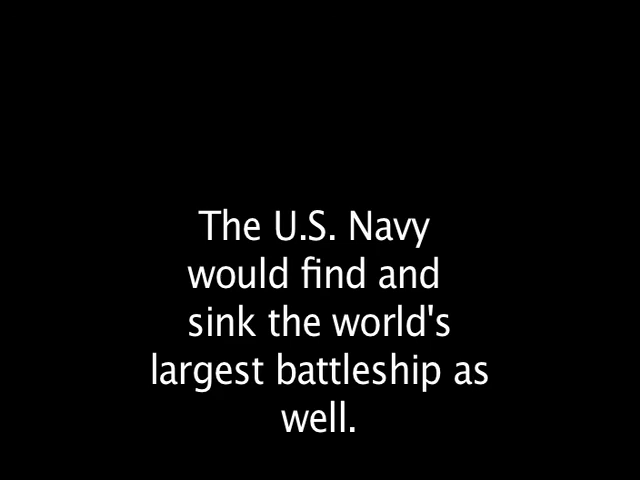 The U.S. Navy
would find and
sink the world's
largest battleship as
well.